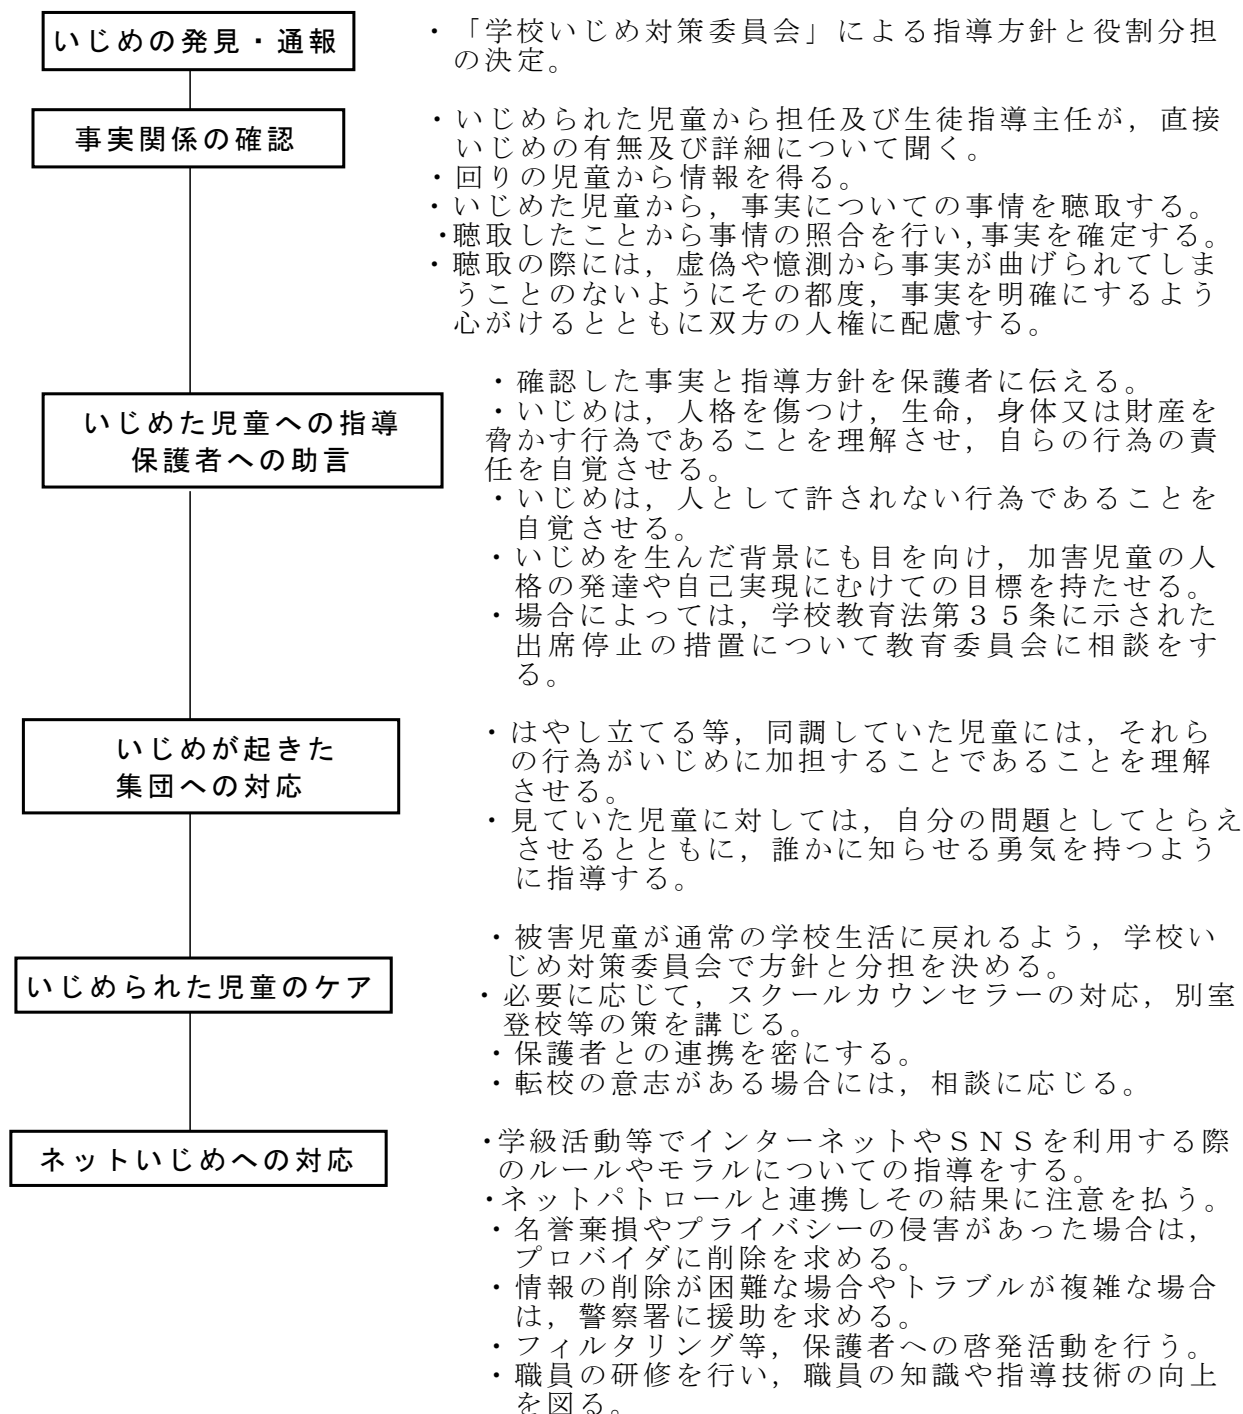 いじめの発見・通報
・「学校いじめ対策委員会」による指導方針と役割分担
の決定。
事実関係の確認
・いじめられた児童から担任及び生徒指導主任が，直接
いじめの有無及び詳細について聞く。
・回りの児童から情報を得る。
・いじめた児童から，事実についての事情を聴取する。
・聴取したことから事情の照合を行い,事実を確定する。
・聴取の際には，虚偽や憶測から事実が曲げられてしま
うことのないようにその都度，事実を明確にするよう
心がけるとともに双方の人権に配慮する。
いじめた児童への指導
保護者への助言
・確認した事実と指導方針を保護者に伝える。
・いじめは，人格を傷つけ，生命，身体又は財産を
脅かす行為であることを理解させ，自らの行為の責
任を自覚させる。
・いじめは，人として許されない行為であることを
自覚させる。
・いじめを生んだ背景にも目を向け，加害児童の人
格の発達や自己実現にむけての目標を持たせる。
・場合によっては，学校教育法第３５条に示された
出席停止の措置について教育委員会に相談をす
る。
いじめが起きた
集団への対応
・はやし立てる等，同調していた児童には，それら
の行為がいじめに加担することであることを理解
させる。
・見ていた児童に対しては，自分の問題としてとらえ
させるとともに，誰かに知らせる勇気を持つよう
に指導する。
いじめられた児童のケア
・被害児童が通常の学校生活に戻れるよう，学校い
じめ対策委員会で方針と分担を決める。
・必要に応じて，スクールカウンセラーの対応，別室
登校等の策を講じる。
・保護者との連携を密にする。
・転校の意志がある場合には，相談に応じる。
ネットいじめへの対応
・学級活動等でインターネットやＳＮＳを利用する際
のルールやモラルについての指導をする。
・ネットパトロールと連携しその結果に注意を払う。
・名誉棄損やプライバシーの侵害があった場合は，
プロバイダに削除を求める。
・情報の削除が困難な場合やトラブルが複雑な場合
は，警察署に援助を求める。
・フィルタリング等，保護者への啓発活動を行う。
・職員の研修を行い，職員の知識や指導技術の向上
を図る。